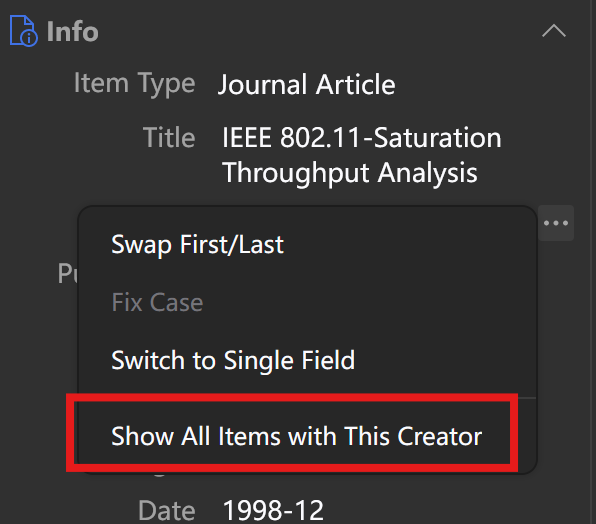 Info
Item Type Journal Article
Title IEEE 802.11-Saturation
Throughput Analysis
Swap First/Last
Fix Case
Switch to Single Field
Show All Items with This Creator
Date 1998-12